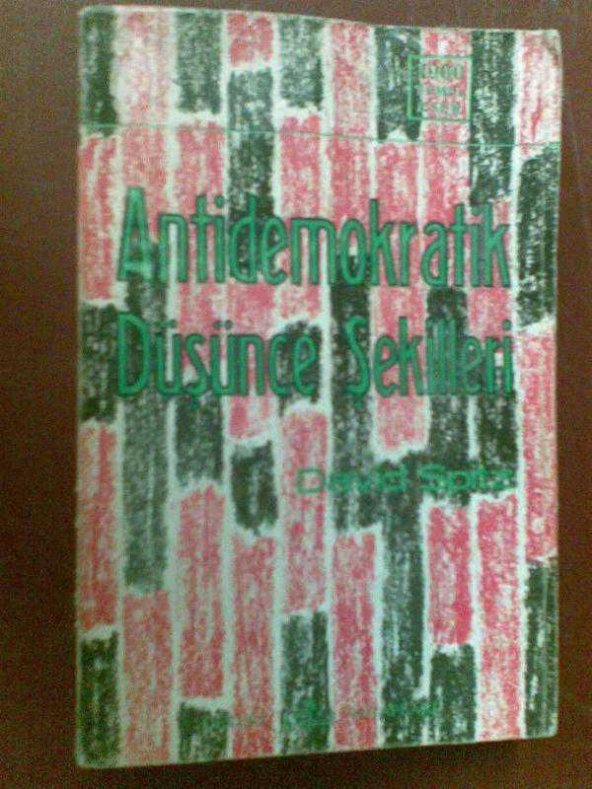 Antidemokratik
Düşünce Şekilleri
David Spitz